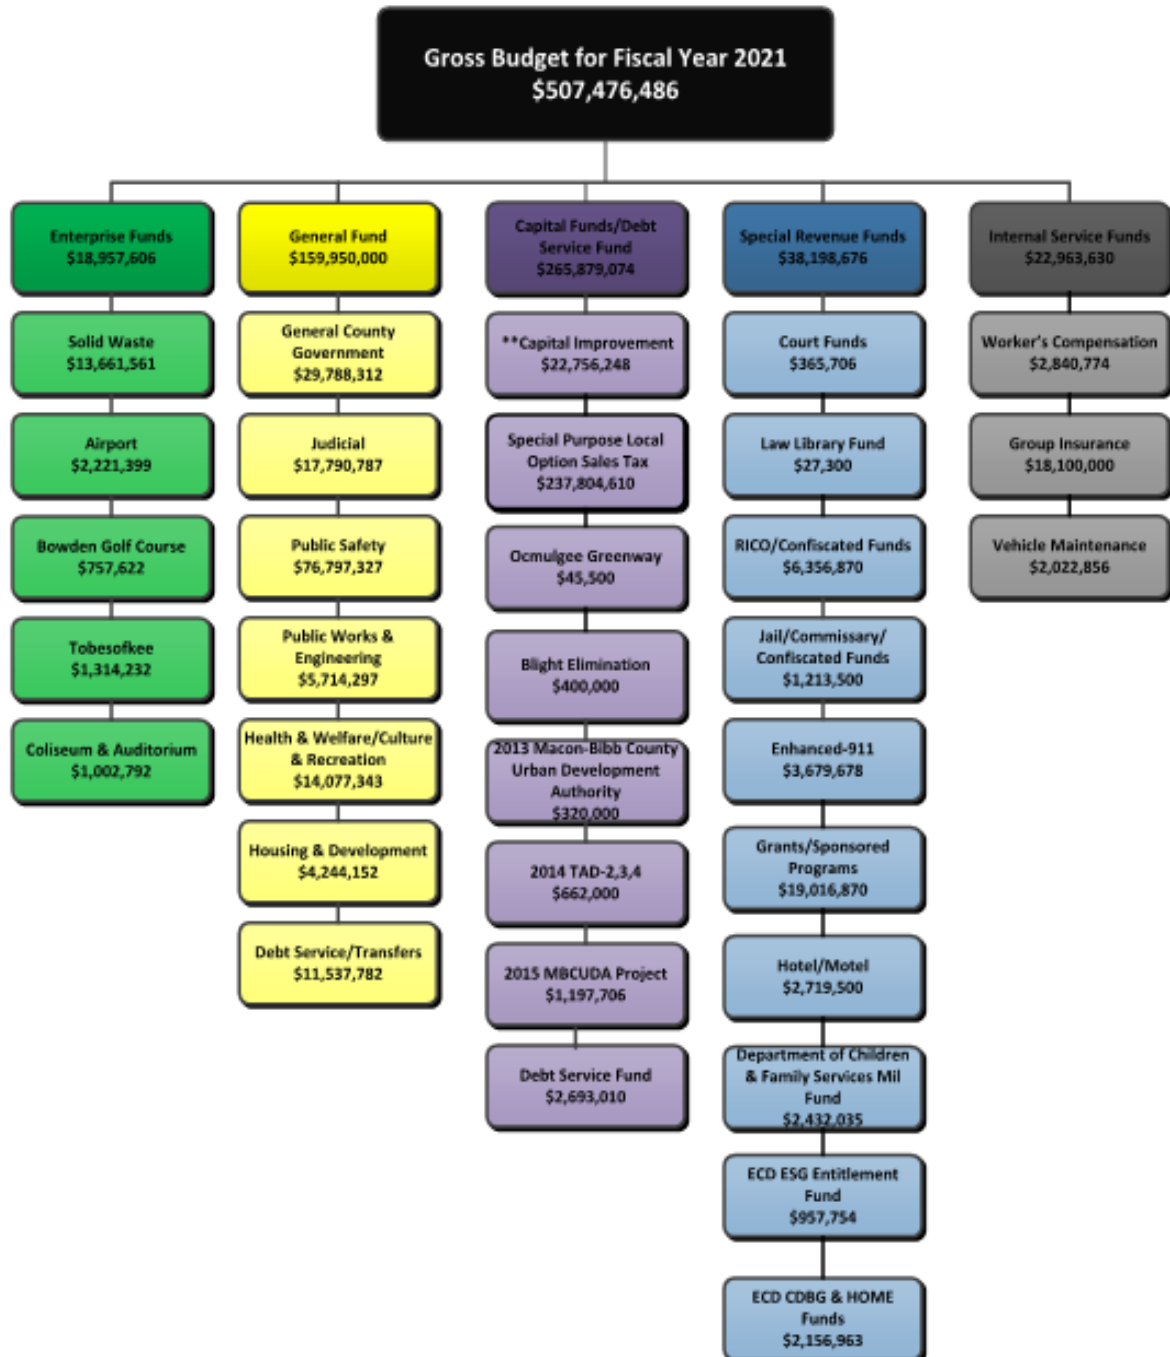 Gross Budget for Fiscal Year 2021
$507,476,486
Enterprise Funds
$18,957,606
Solid Waste
$13,661,561
Airport
$2,221,399
Bowden Golf Course
$757,622
Tobesofkee
$1,314,232
Coliseum & Auditorium
$1,002,792
General Fund
$159,950,000
General County
Government
$29,788,312
Judicial
$17,790,787
Public Safety
$76,797,327
Public Works &
Engineering
$5,714,297
Health & Welfare/Culture
& Recreation
$14,077,343
Housing & Development
$4,244,152
Debt Service/Transfers
$11,537,782
Capital Funds/Debt
Service Fund
$265,879,074
**Capital Improvement
$22,756,248
Special Purpose Local
Option Sales Tax
$237,804,610
Ocmulgee Greenway
$45,500
Blight Elimination
$400,000
2013 Macon-Bibb County
Urban Development
Authority
$320,000
2014 TAD-2,3,4
$662,000
2015 MBCUDA Project
$1,197,706
Debt Service Fund
$2,693,010
Special Revenue Funds
$38,198,676
Court Funds
$365,706
Law Library Fund
$27,300
RICO/Confiscated Funds
$6,356,870
Jail/Commissary/
Confiscated Funds
$1,213,500
Enhanced-911
$3,679,678
Grants/Sponsored
Programs
$19,016,870
Hotel/Motel
$2,719,500
Department of Children
& Family Services Mil
Fund
$2,432,035
ECD ESG Entitlement
Fund
$957,754
ECD CDBG & HOME
Funds
$2,156,963
Internal Service Funds
$22,963,630
Worker's Compensation
$2,840,774
Group Insurance
$18,100,000
Vehicle Maintenance
$2,022,856